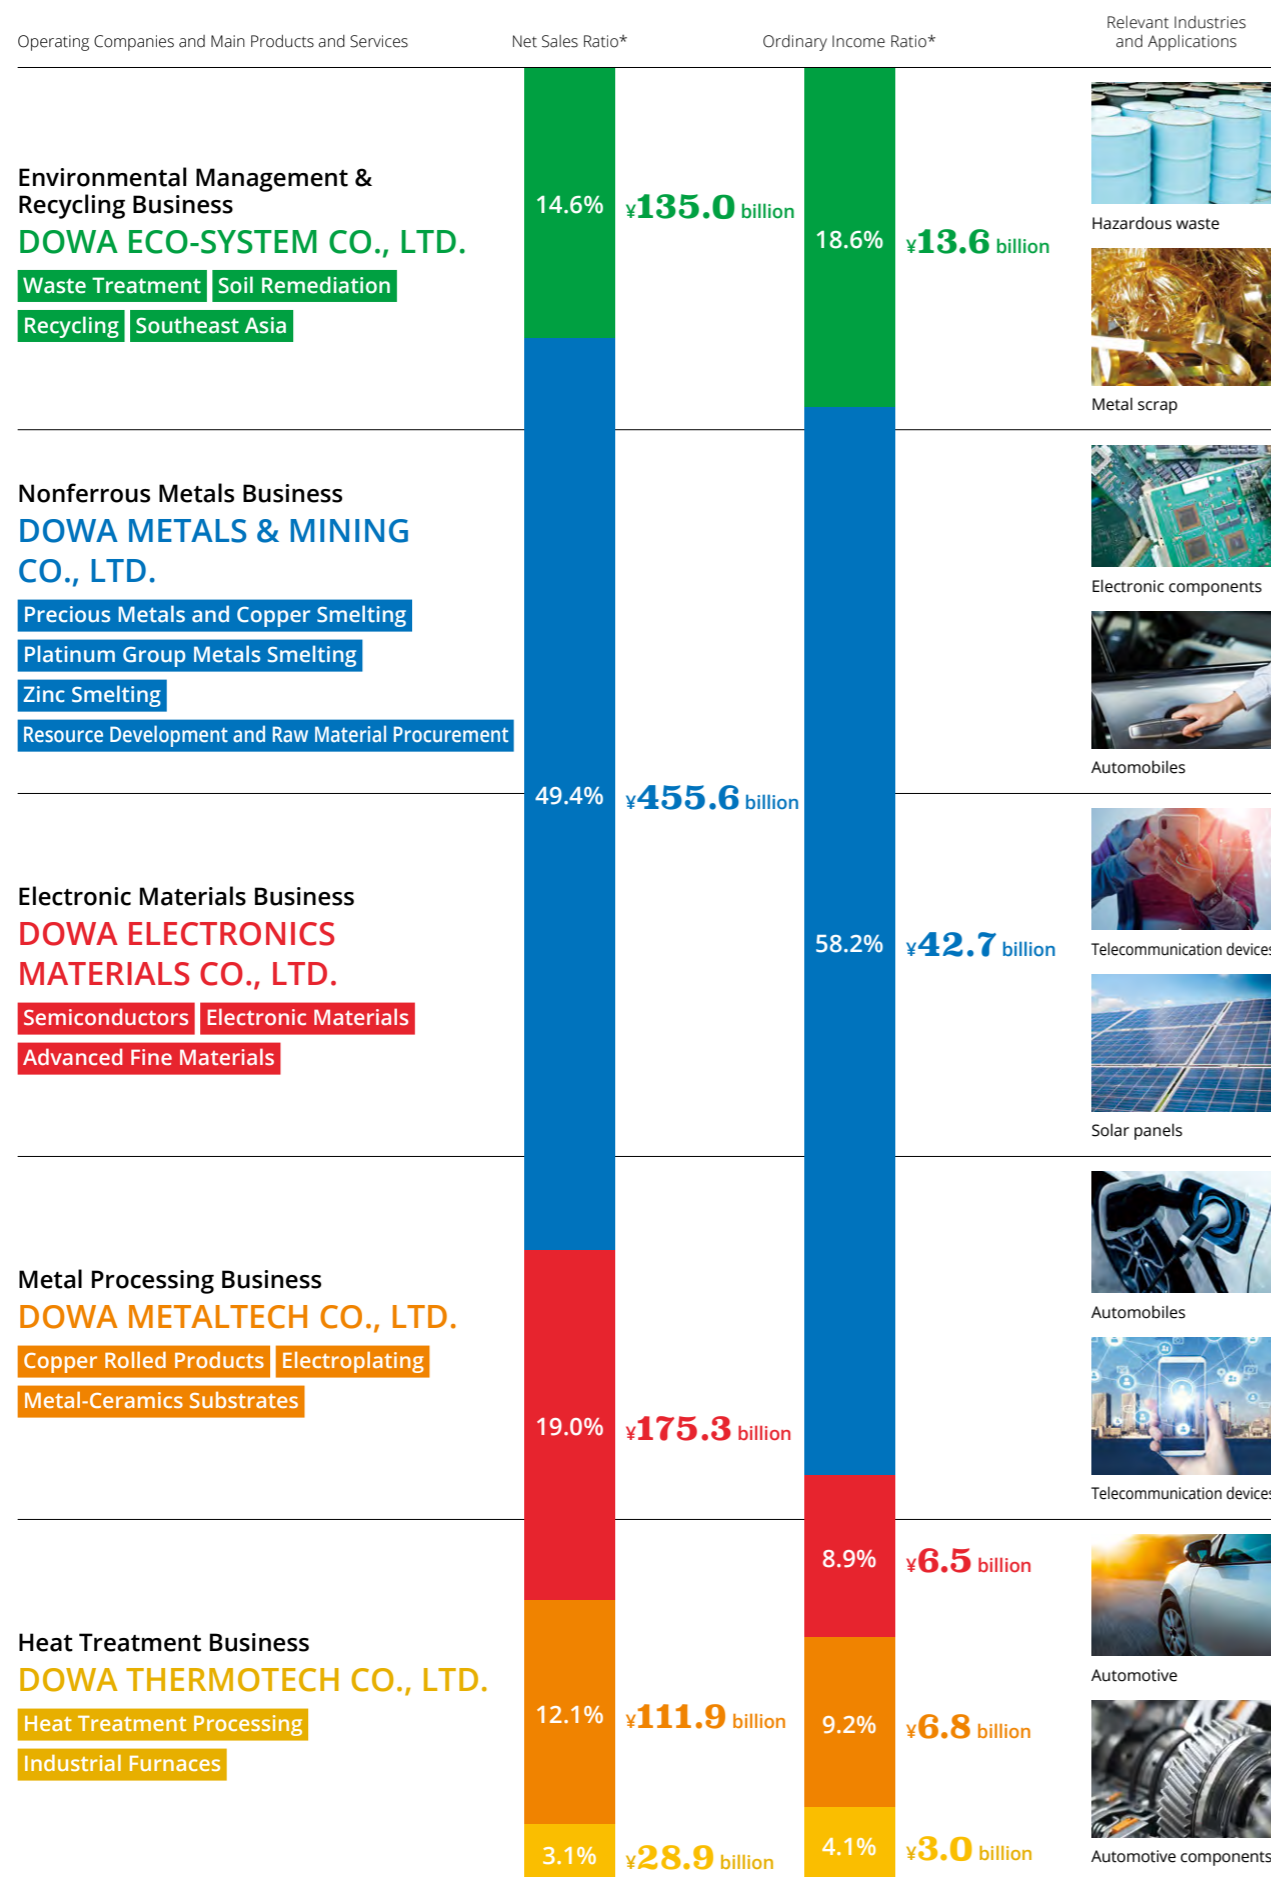 Operating Companies and Main Products and Services
Net Sales Ratio*
Ordinary Income Ratio*
Relevant Industries
and Applications
Environmental Management &
Recycling Business
DOWA ECO-SYSTEM CO., LTD.
Waste Treatment
Soil Remediation
Recycling
Southeast Asia
14.6%
¥135.0 billion
18.6%
¥13.6 billion
Hazardous waste
Metal scrap
Nonferrous Metals Business
DOWA METALS & MINING
CO., LTD.
Precious Metals and Copper Smelting
Platinum Group Metals Smelting
Zinc Smelting
Resource Development and Raw Material Procurement
49.4%
¥455.6 billion
58.2%
¥42.7 billion
Electronic components
Automobiles
Electronic Materials Business
DOWA ELECTRONICS
MATERIALS CO., LTD.
Semiconductors
Electronic Materials
Advanced Fine Materials
19.0%
¥175.3 billion
8.9%
¥6.5 billion
Telecommunication devices
Solar panels
Metal Processing Business
DOWA METALTECH CO., LTD.
Copper Rolled Products
Electroplating
Metal-Ceramics Substrates
12.1%
¥111.9 billion
9.2%
¥6.8 billion
Automobiles
Telecommunication devices
Heat Treatment Business
DOWA THERMOTECH CO., LTD.
Heat Treatment Processing
Industrial Furnaces
3.1%
¥28.9 billion
4.1%
¥3.0 billion
Automotive
Automotive components